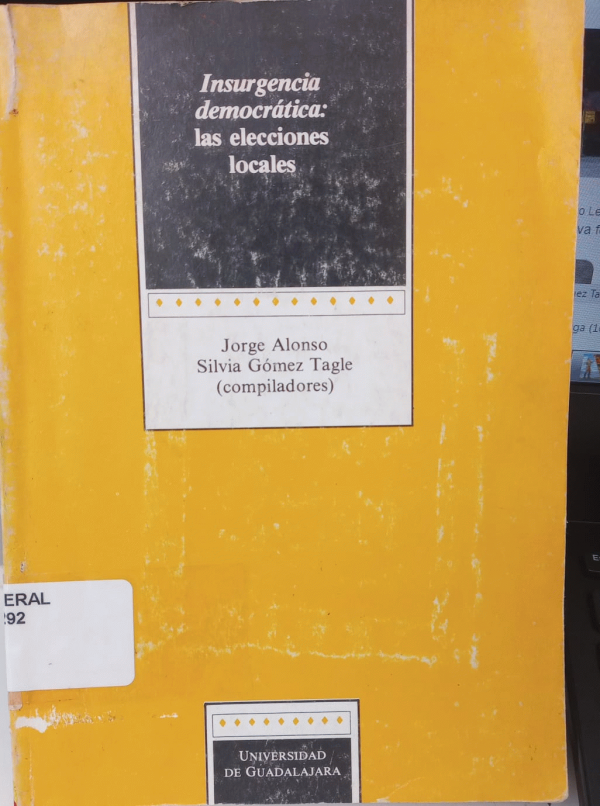 Insurgencia
democrática:
las elecciones
locales
Jorge Alonso
Silvia Gómez Tagle
(compiladores)
ERAL
292
UNIVERSIDAD
DE GUADALAJARA